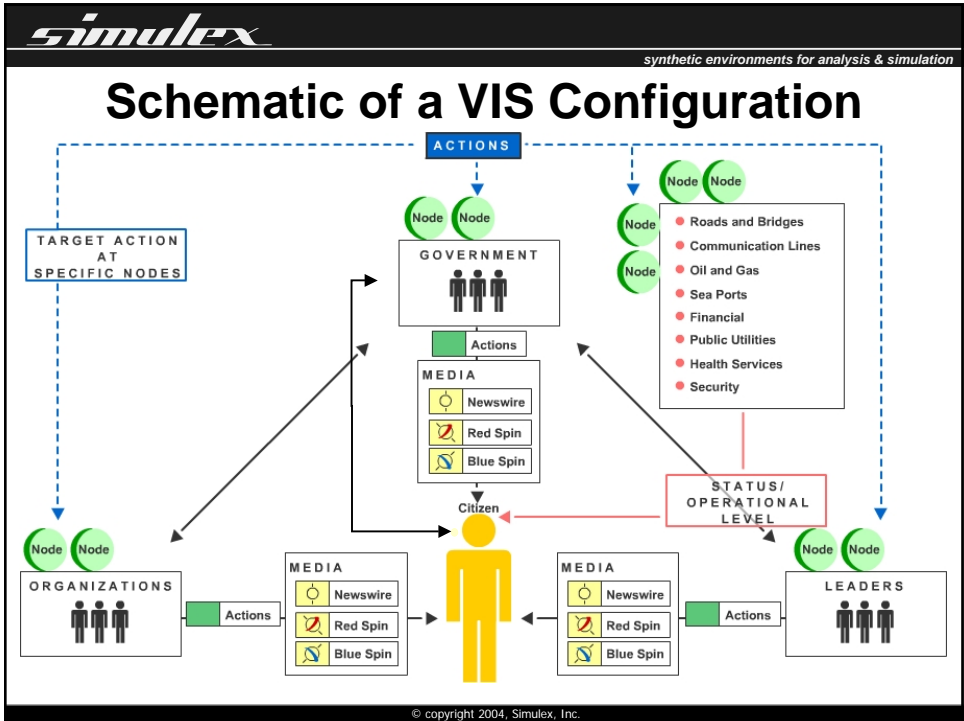 simulex
synthetic environments for analysis & simulation
Schematic of a VIS Configuration
ACTIONS
TARGET ACTION
AT
SPECIFIC NODES
Node Node
GOVERNMENT
Actions
MEDIA
Newswire
Red Spin
Blue Spin
Citizen
Node Node
Node
Node
Roads and Bridges
Communication Lines
Oil and Gas
Sea Ports
Financial
Public Utilities
Health Services
Security
STATUS/
OPERATIONAL
LEVEL
Node Node
ORGANIZATIONS
Actions
MEDIA
Newswire
Red Spin
Blue Spin
MEDIA
Newswire
Red Spin
Blue Spin
Actions
Node Node
LEADERS
© copyright 2004, Simulex, Inc.